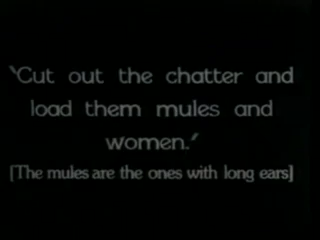 'Cut out the chatter and
load them mules and
women.'
[The mules are the ones with long ears]